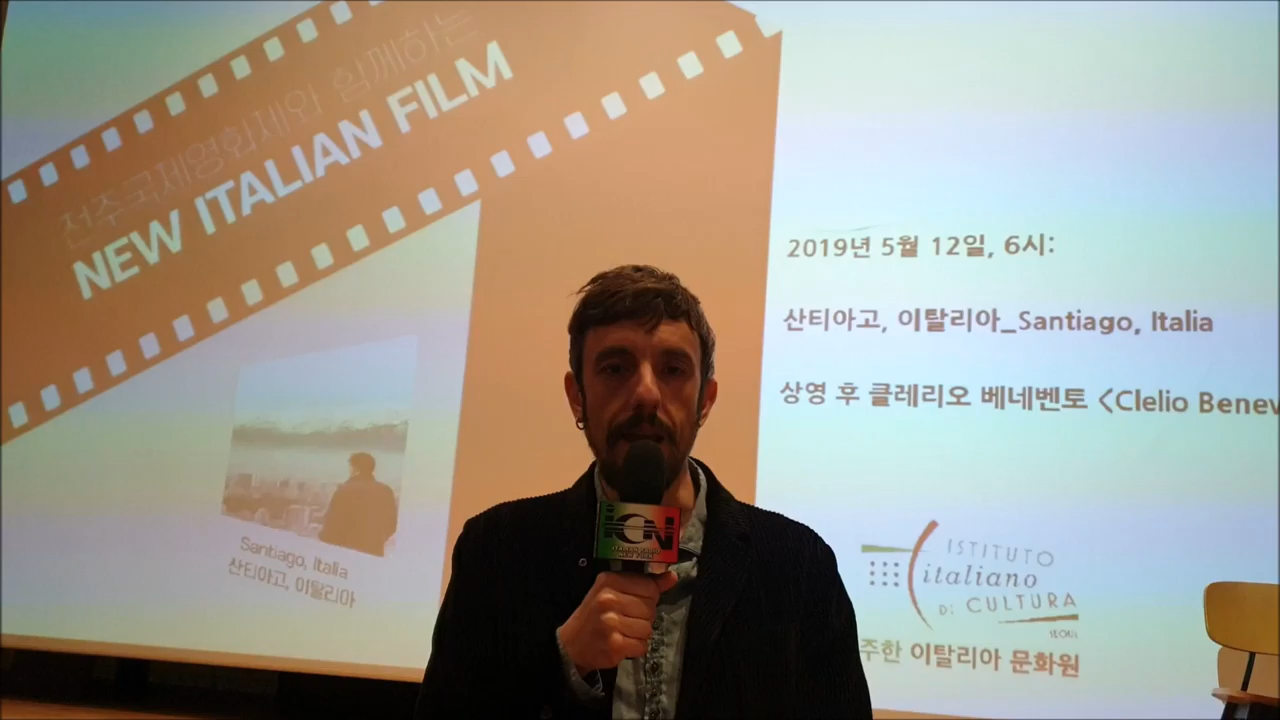 전주국제영화제와 함께하는
NEW ITALIAN FILM
2019년 5월 12일, 6시:
산티아고, 이탈리아_Santiago, Italia
상영 후 클레리오 베네벤토 <Clelio Benev
Santiago, Italia
산티아고, 이탈리아
ICN
ISTITUTO
italiano
DI CULTURA
SEOUL
주한 이탈리아 문화원